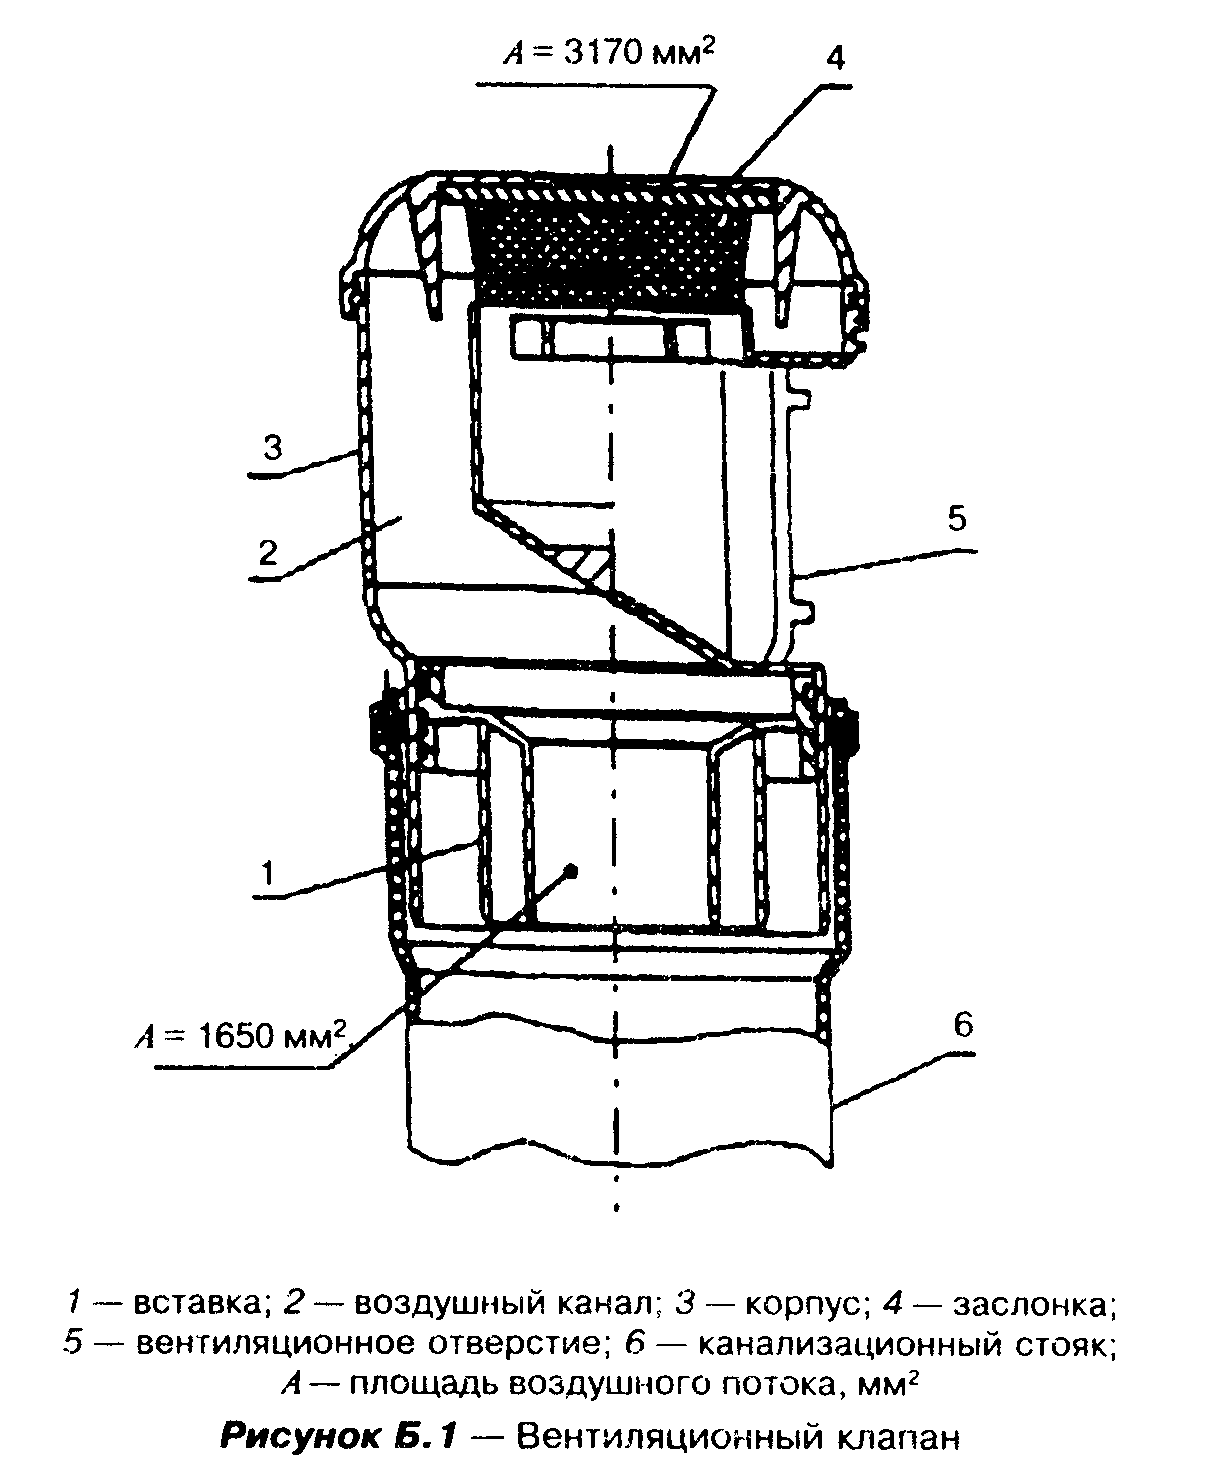 A = 3170 мм²
4
3
2
5
1
A = 1650 мм²
6
1 — вставка; 2 — воздушный канал; 3 — корпус; 4 — заслонка;
5 — вентиляционное отверстие; 6 — канализационный стояк;
A — площадь воздушного потока, мм²
Рисунок Б.1 — Вентиляционный клапан